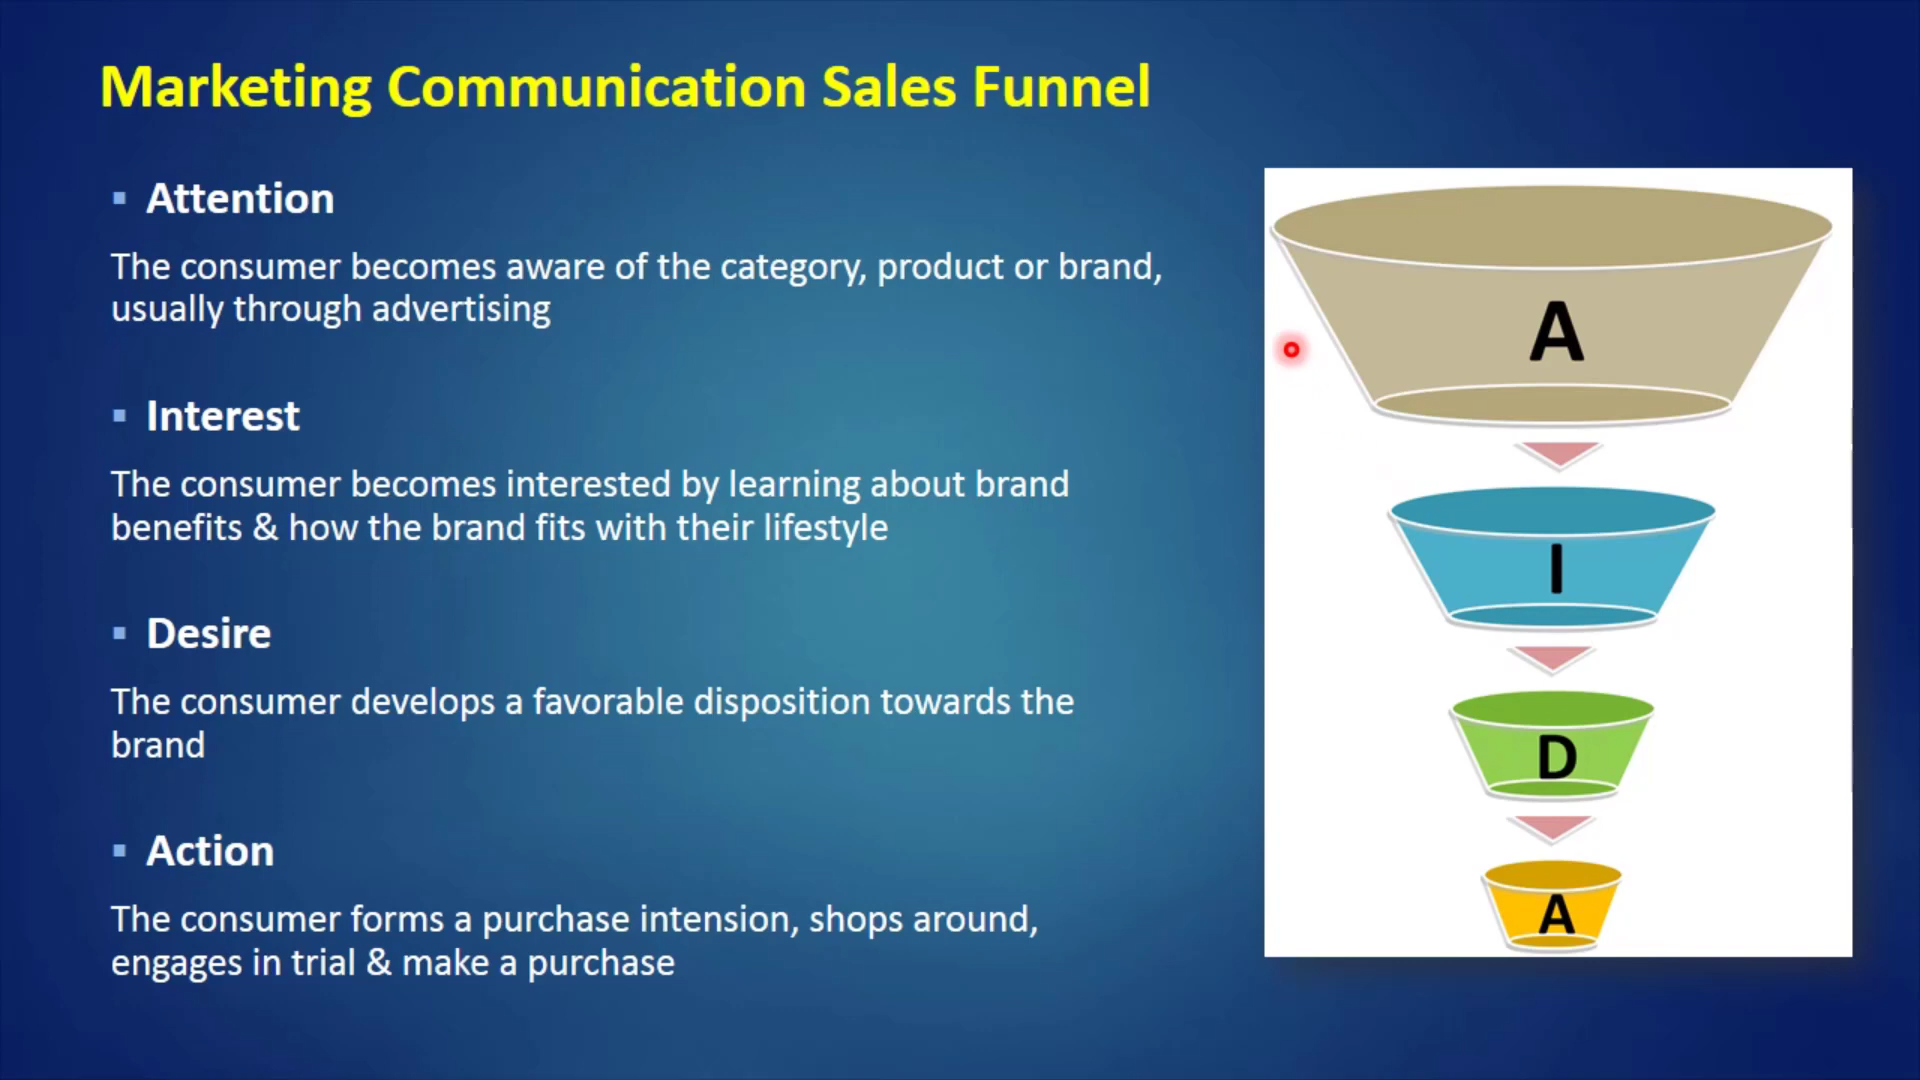 Marketing Communication Sales Funnel
▪ Attention
The consumer becomes aware of the category, product or brand,
usually through advertising
▪ Interest
The consumer becomes interested by learning about brand
benefits & how the brand fits with their lifestyle
▪ Desire
The consumer develops a favorable disposition towards the
brand
▪ Action
The consumer forms a purchase intension, shops around,
engages in trial & make a purchase
A
I
D
A